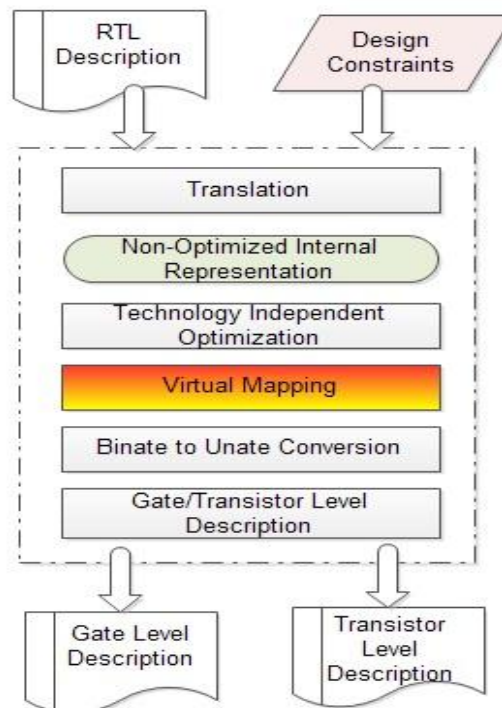 RTL
Description
Design
Constraints
Translation
Non-Optimized Internal
Representation
Technology Independent
Optimization
Virtual Mapping
Binate to Unate Conversion
Gate/Transistor Level
Description
Gate Level
Description
Transistor
Level
Description